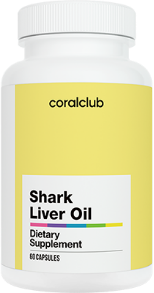 coralclub
Shark
Liver Oil
Dietary
Supplement
60 CAPSULES